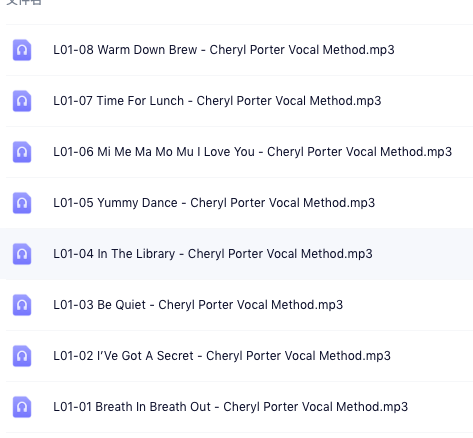 文件名
L01-08 Warm Down Brew - Cheryl Porter Vocal Method.mp3
L01-07 Time For Lunch - Cheryl Porter Vocal Method.mp3
L01-06 Mi Me Ma Mo Mu I Love You - Cheryl Porter Vocal Method.mp3
L01-05 Yummy Dance - Cheryl Porter Vocal Method.mp3
L01-04 In The Library - Cheryl Porter Vocal Method.mp3
L01-03 Be Quiet - Cheryl Porter Vocal Method.mp3
L01-02 I’Ve Got A Secret - Cheryl Porter Vocal Method.mp3
L01-01 Breath In Breath Out - Cheryl Porter Vocal Method.mp3